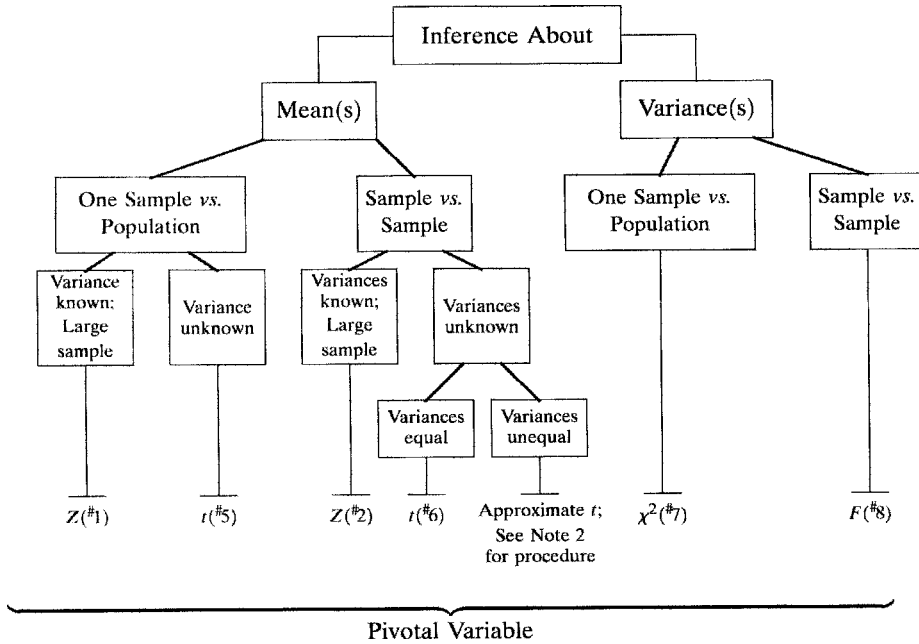 Inference About
Mean(s)
Variance(s)
One Sample vs.
Population
Sample vs.
Sample
One Sample vs.
Population
Sample vs.
Sample
Variance
known;
Large
sample
Variance
unknown
Variances
known;
Large
sample
Variances
unknown
Variances
equal
Variances
unequal
Z(#1)
t(#5)
Z(#2)
t(#6)
Approximate t;
See Note 2
for procedure
χ²(#7)
F(#8)
Pivotal Variable